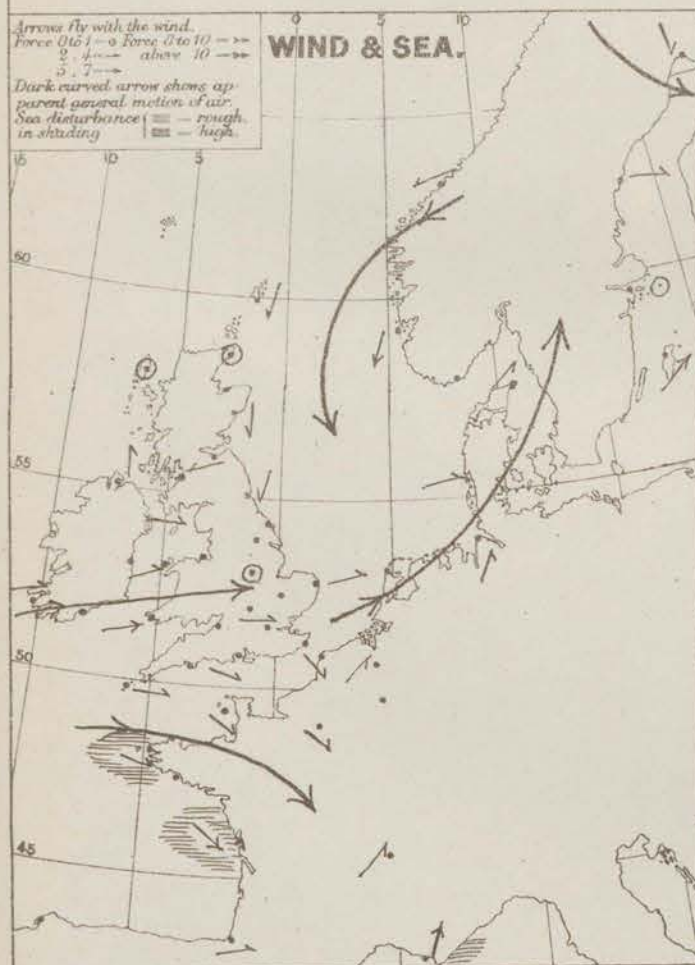 Arrows fly with the wind.
Force 0 to 1 Force 8 to 10
2 . 4 above 10
5 . 7
Dark curved arrow shows ap-
parent general motion of air.
Sea disturbance { — rough.
in shading — high.
WIND & SEA.
0 5 10
15 10 5
60
55
50
45